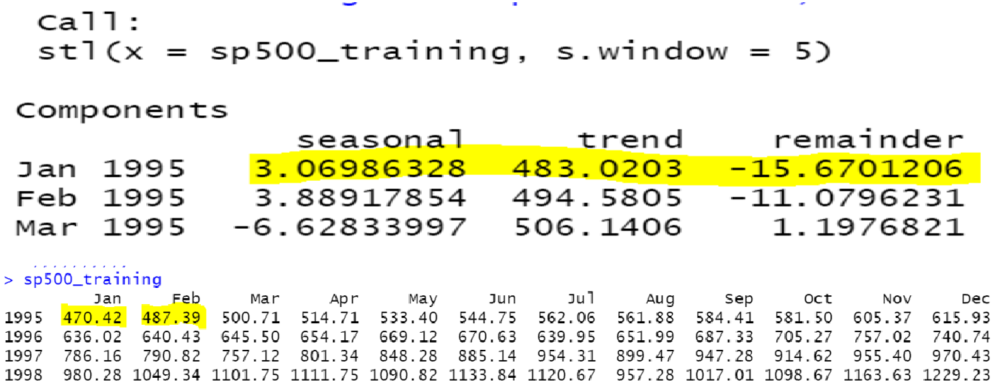 Call:
stl(x = sp500_training, s.window = 5)
Components
seasonal trend remainder
Jan 1995 3.06986328 483.0203 -15.6701206
Feb 1995 3.88917854 494.5805 -11.0796231
Mar 1995 -6.62833997 506.1406 1.1976821
> sp500_training
Jan Feb Mar Apr May Jun Jul Aug Sep Oct Nov Dec
1995 470.42 487.39 500.71 514.71 533.40 544.75 562.06 561.88 584.41 581.50 605.37 615.93
1996 636.02 640.43 645.50 654.17 669.12 670.63 639.95 651.99 687.33 705.27 757.02 740.74
1997 786.16 790.82 757.12 801.34 848.28 885.14 954.31 899.47 947.28 914.62 955.40 970.43
1998 980.28 1049.34 1101.75 1111.75 1090.82 1133.84 1120.67 957.28 1017.01 1098.67 1163.63 1229.23